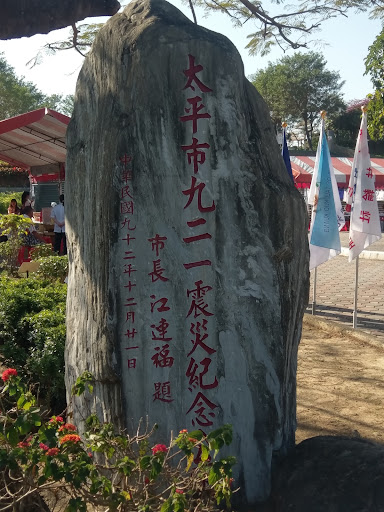 太平市九二一震災紀念
市長 江連福 題
中華民國九十二年十二月廿一日